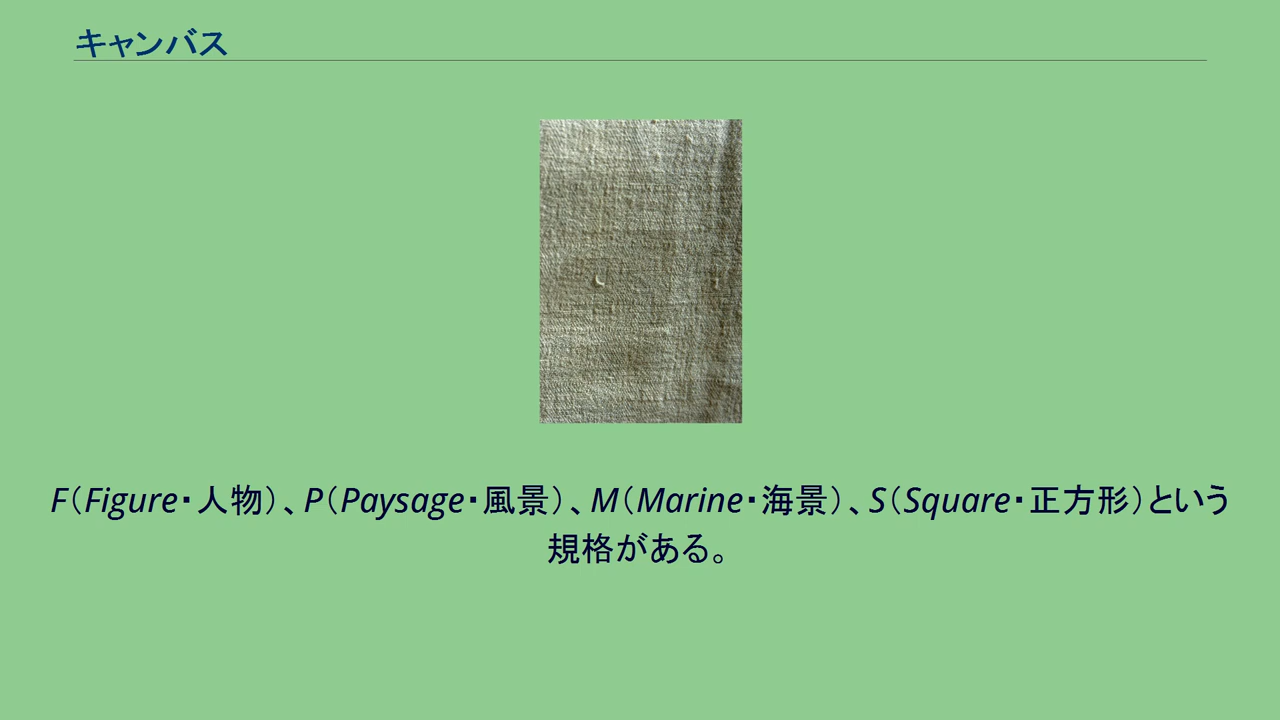 キャンバス
F（Figure・人物）、P（Paysage・風景）、M（Marine・海景）、S（Square・正方形）という
規格がある。